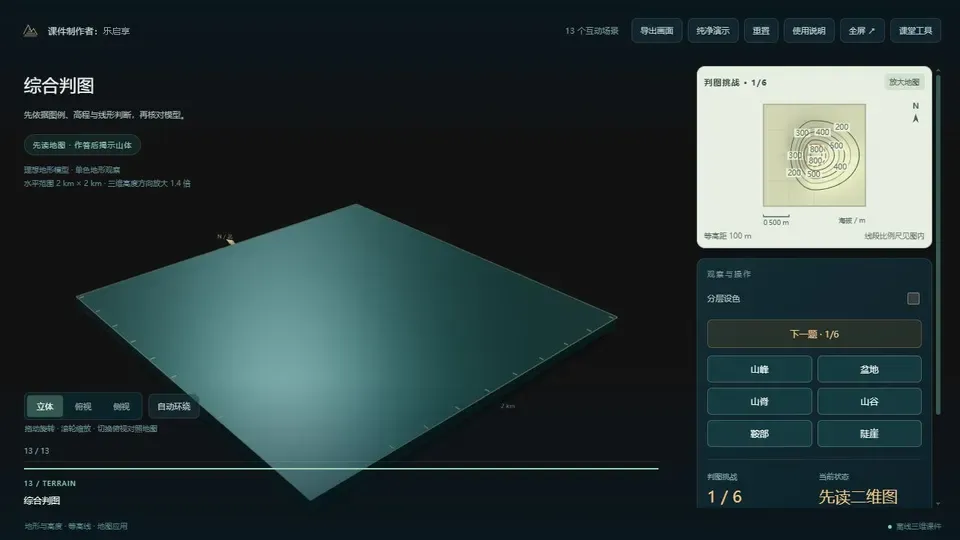 课件制作者：乐启享
13 个互动场景
导出画面
纯净演示
重置
使用说明
全屏 ↗
课堂工具
综合判图
先依据图例、高程与线形判断，再核对模型。
先读地图 · 作答后揭示山体
理想地形模型 · 单色地形观察
水平范围 2 km × 2 km · 三维高度方向放大 1.4 倍
N / 北
2 km
立体
俯视
侧视
自动环绕
拖动旋转 · 滚轮缩放 · 切换俯视对照地图
13 / 13
13 / TERRAIN
综合判图
地形与高度 · 等高线 · 地图应用
判图挑战 · 1/6
放大地图
N
200
300
400
800
500
300
800
400
200
500
0 500 m
海拔 / m
等高距 100 m
线段比例尺见图内
观察与操作
分层设色
下一题 · 1/6
山峰
盆地
山脊
山谷
鞍部
陡崖
判图挑战
当前状态
1 / 6
先读二维图
离线三维课件